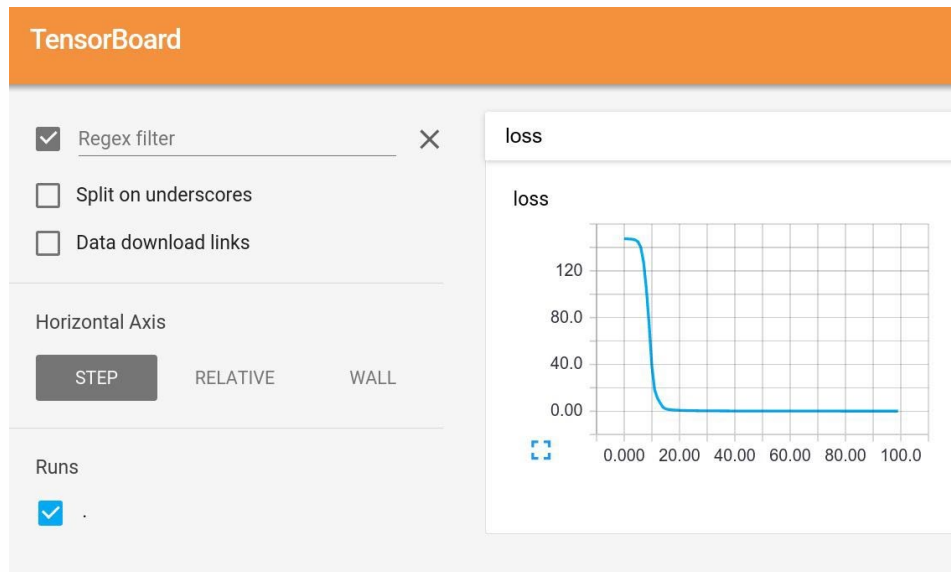 TensorBoard
Regex filter
Split on underscores
Data download links
Horizontal Axis
STEP RELATIVE WALL
Runs
.
loss
loss
120
80.0
40.0
0.00
0.000 20.00 40.00 60.00 80.00 100.0